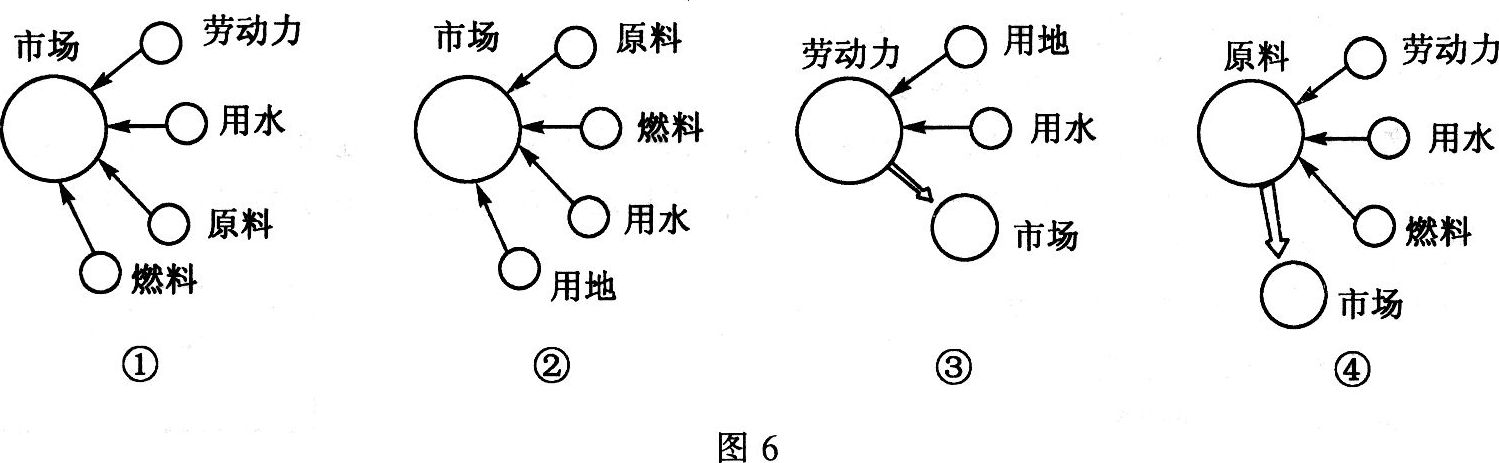 市场 劳动力
用水
原料
燃料
①
市场 原料
燃料
用水
用地
②
劳动力 用地
用水
市场
③
原料 劳动力
用水
燃料
市场
④
图6